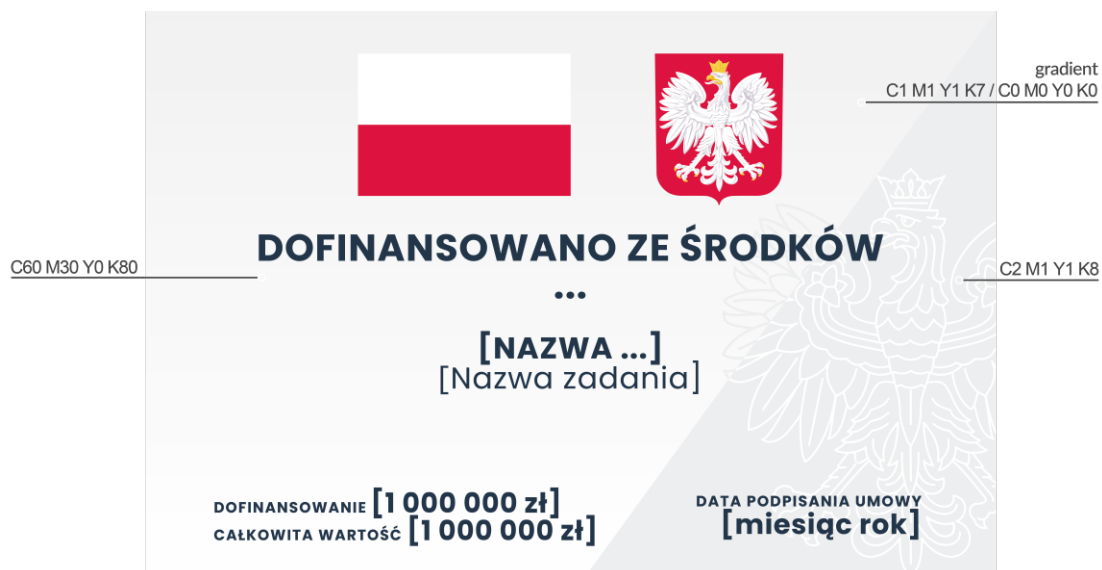 gradient
C1 M1 Y1 K7 / C0 M0 Y0 K0
DOFINANSOWANO ZE ŚRODKÓW
C60 M30 Y0 K80
C2 M1 Y1 K8
...
[NAZWA ...]
[Nazwa zadania]
DOFINANSOWANIE [1 000 000 zł]
CAŁKOWITA WARTOŚĆ [1 000 000 zł]
DATA PODPISANIA UMOWY
[miesiąc rok]